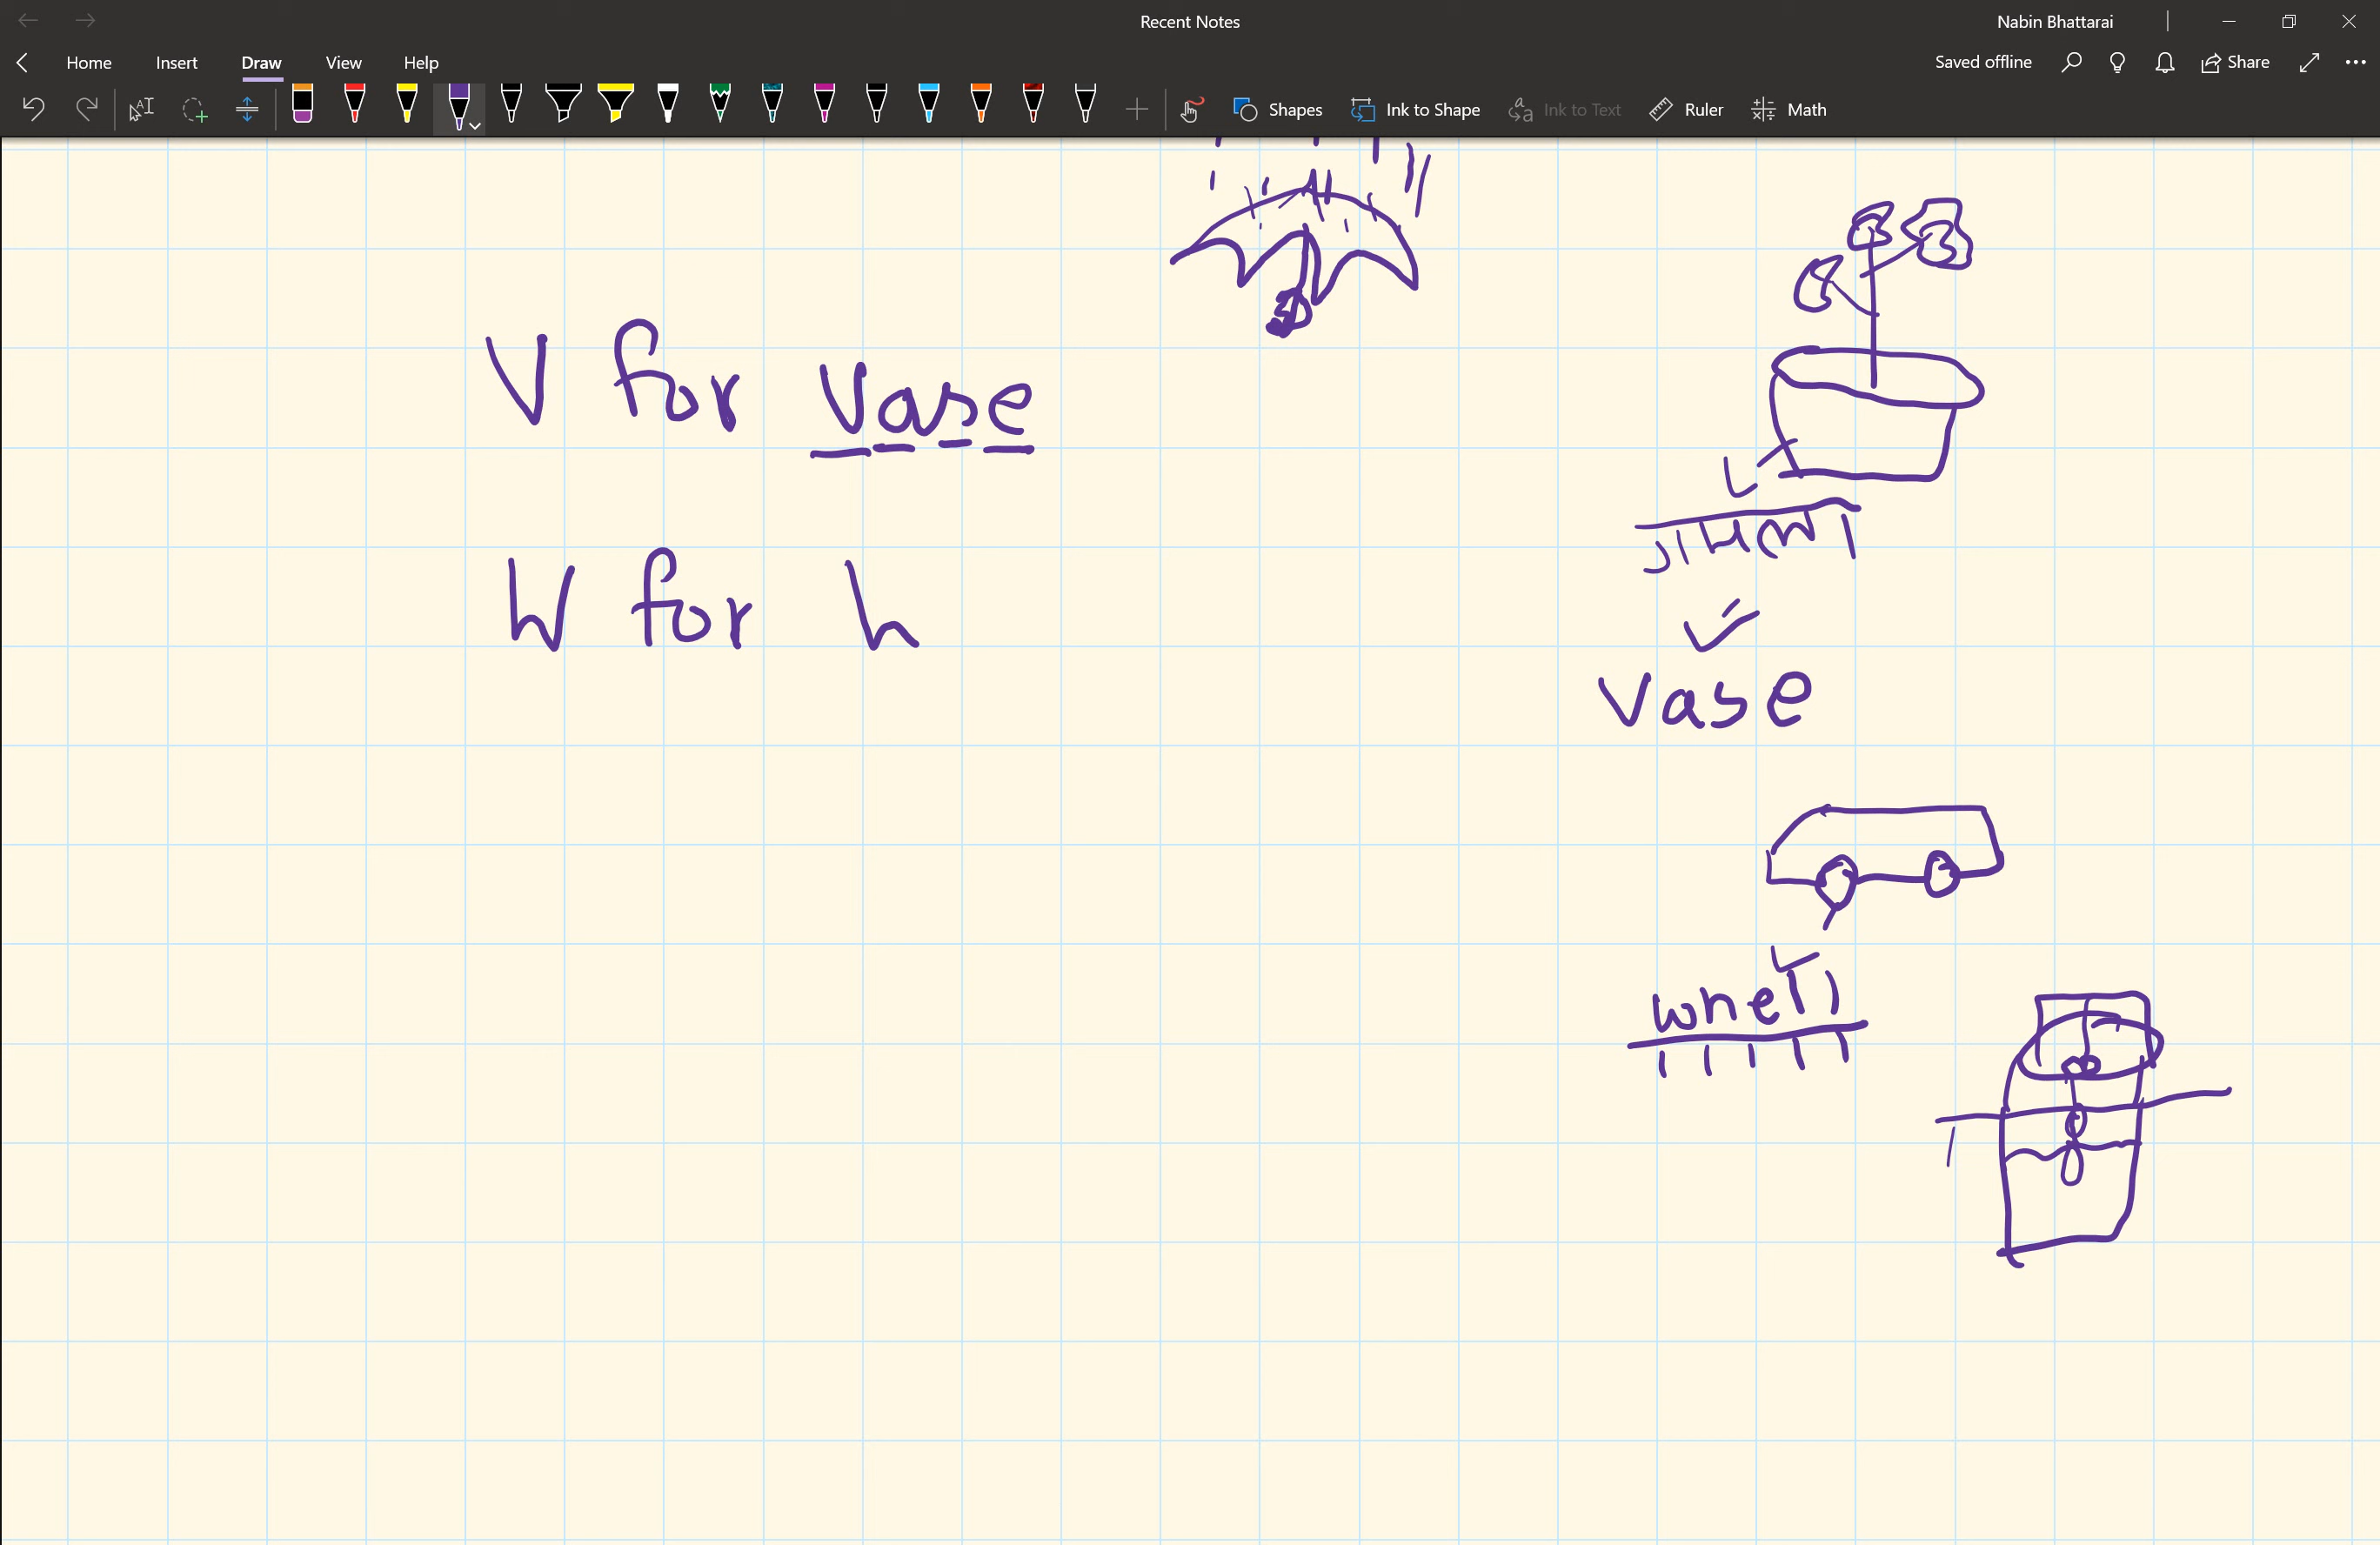 Recent Notes
Nabin Bhattarai
Home
Insert
Draw
View
Help
Saved offline
Share
Shapes
Ink to Shape
Ink to Text
Ruler
Math
V for Vase
W for
Vase